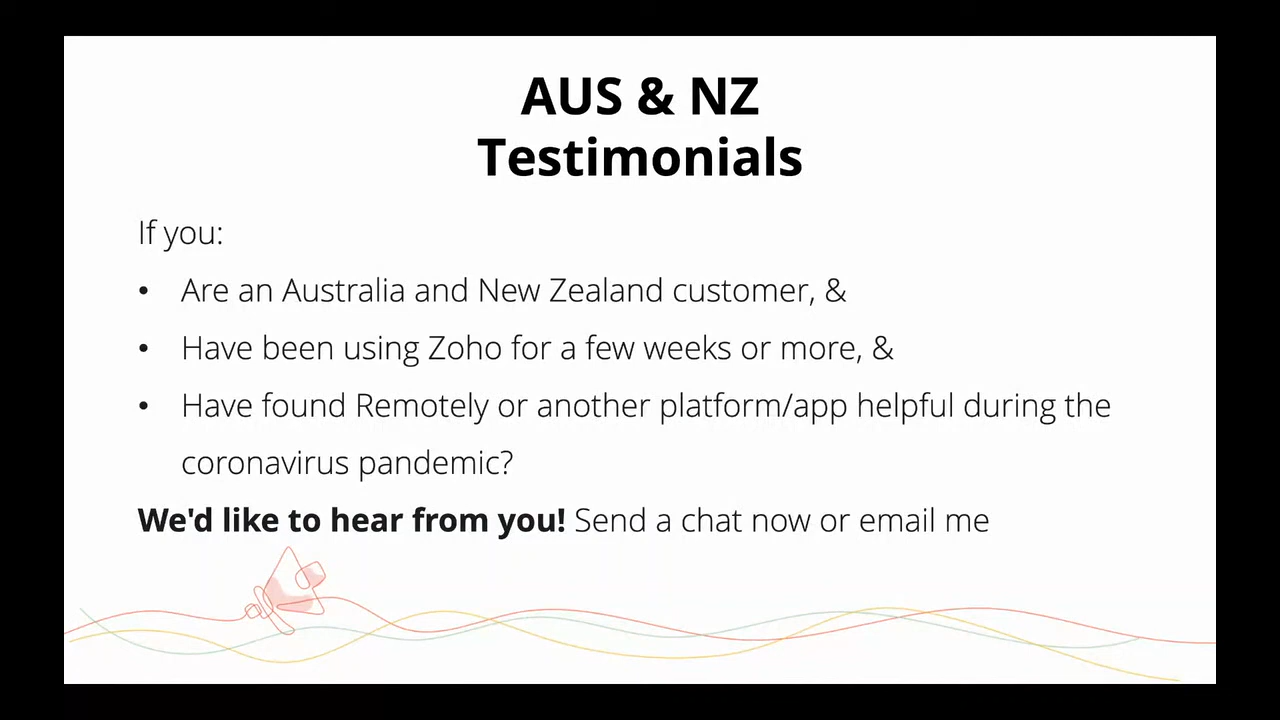 AUS & NZ
Testimonials
If you:
• Are an Australia and New Zealand customer, &
• Have been using Zoho for a few weeks or more, &
• Have found Remotely or another platform/app helpful during the
coronavirus pandemic?
We'd like to hear from you! Send a chat now or email me